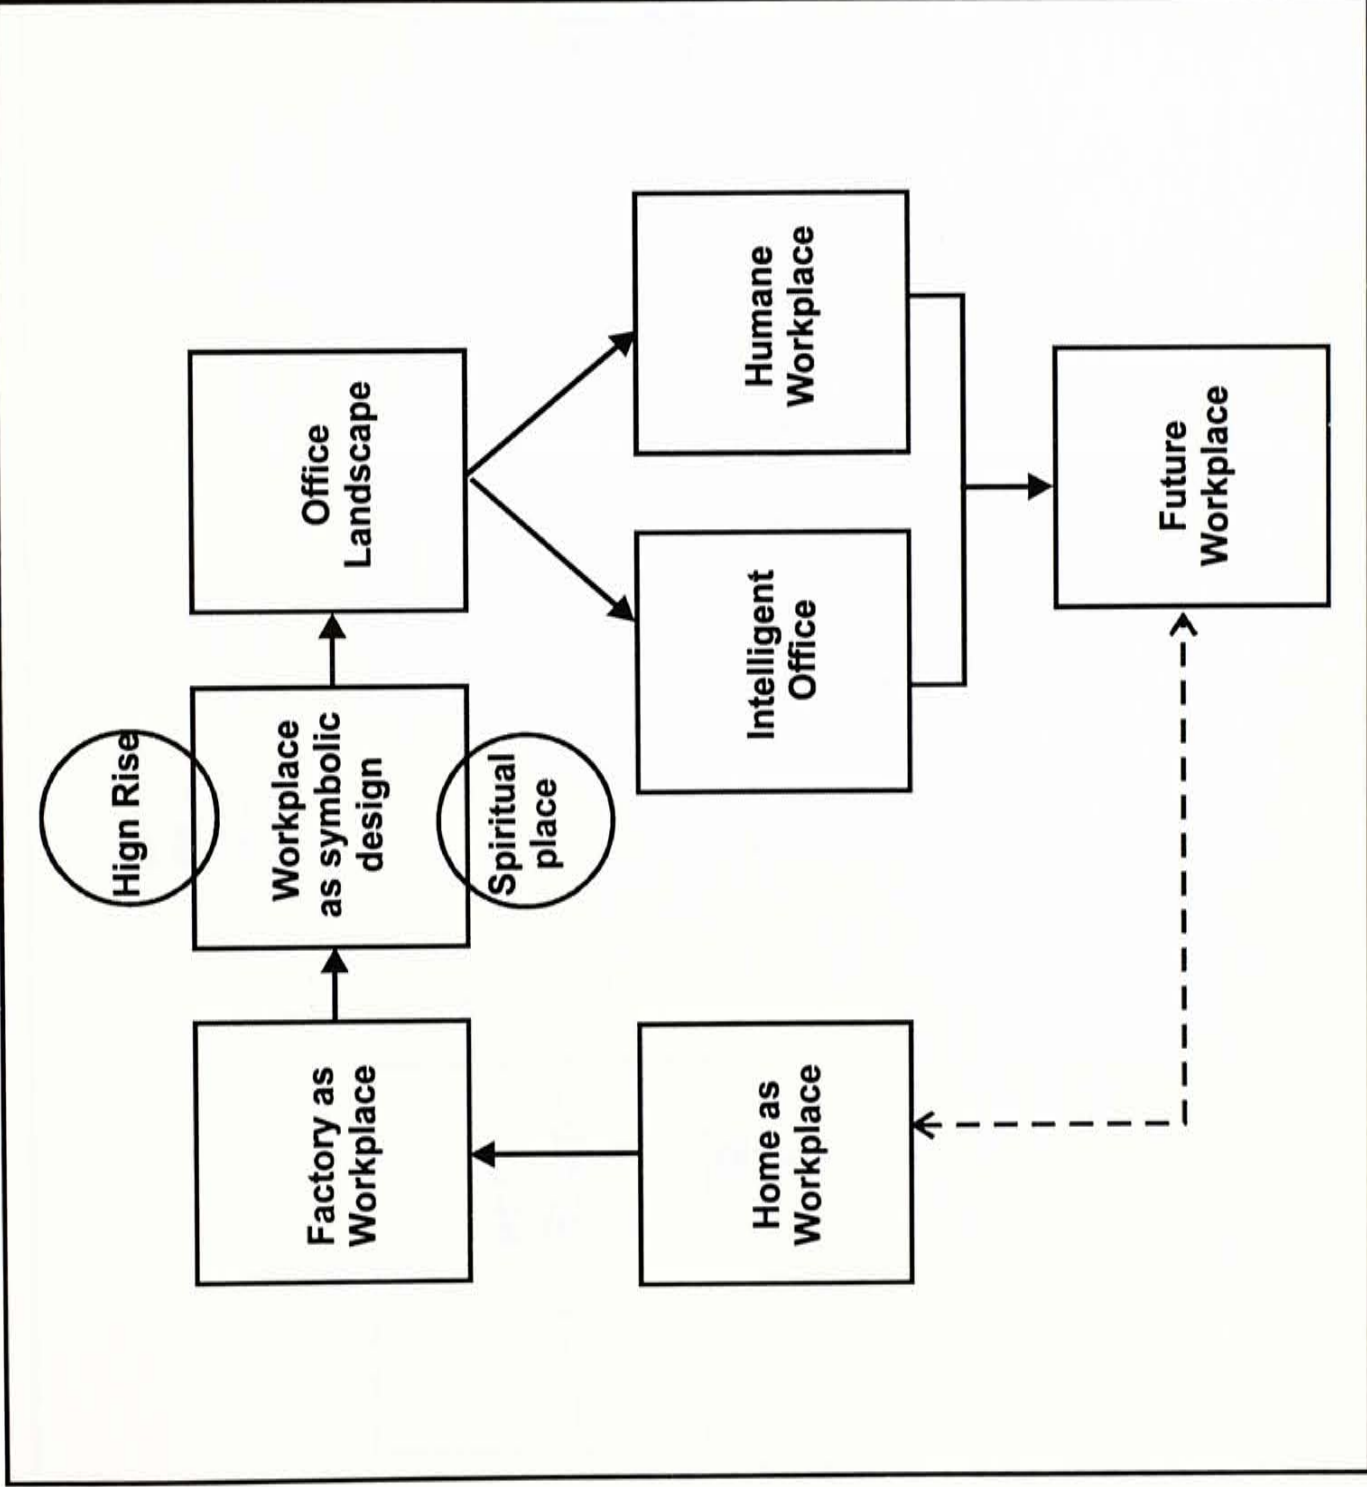 Hign Rise
Factory as
Workplace
Workplace
as symbolic
design
Office
Landscape
Spiritual
place
Home as
Workplace
Intelligent
Office
Humane
Workplace
Future
Workplace